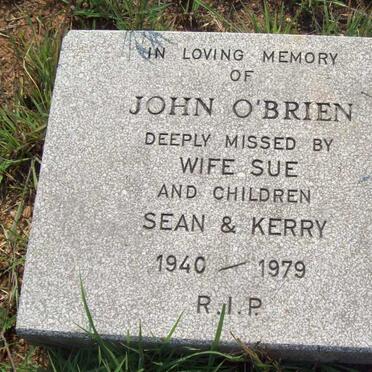 IN LOVING MEMORY
OF
JOHN O'BRIEN
DEEPLY MISSED BY
WIFE SUE
AND CHILDREN
SEAN & KERRY
1940 — 1979
R.I.P.